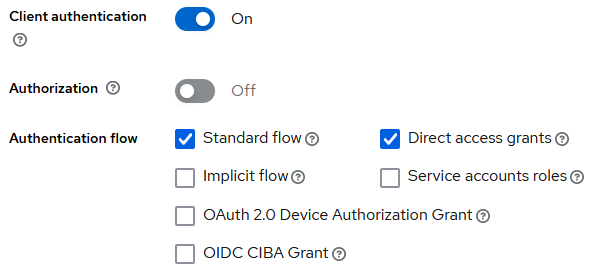 Client authentication
On
Authorization
Off
Authentication flow
Standard flow
Direct access grants
Implicit flow
Service accounts roles
OAuth 2.0 Device Authorization Grant
OIDC CIBA Grant